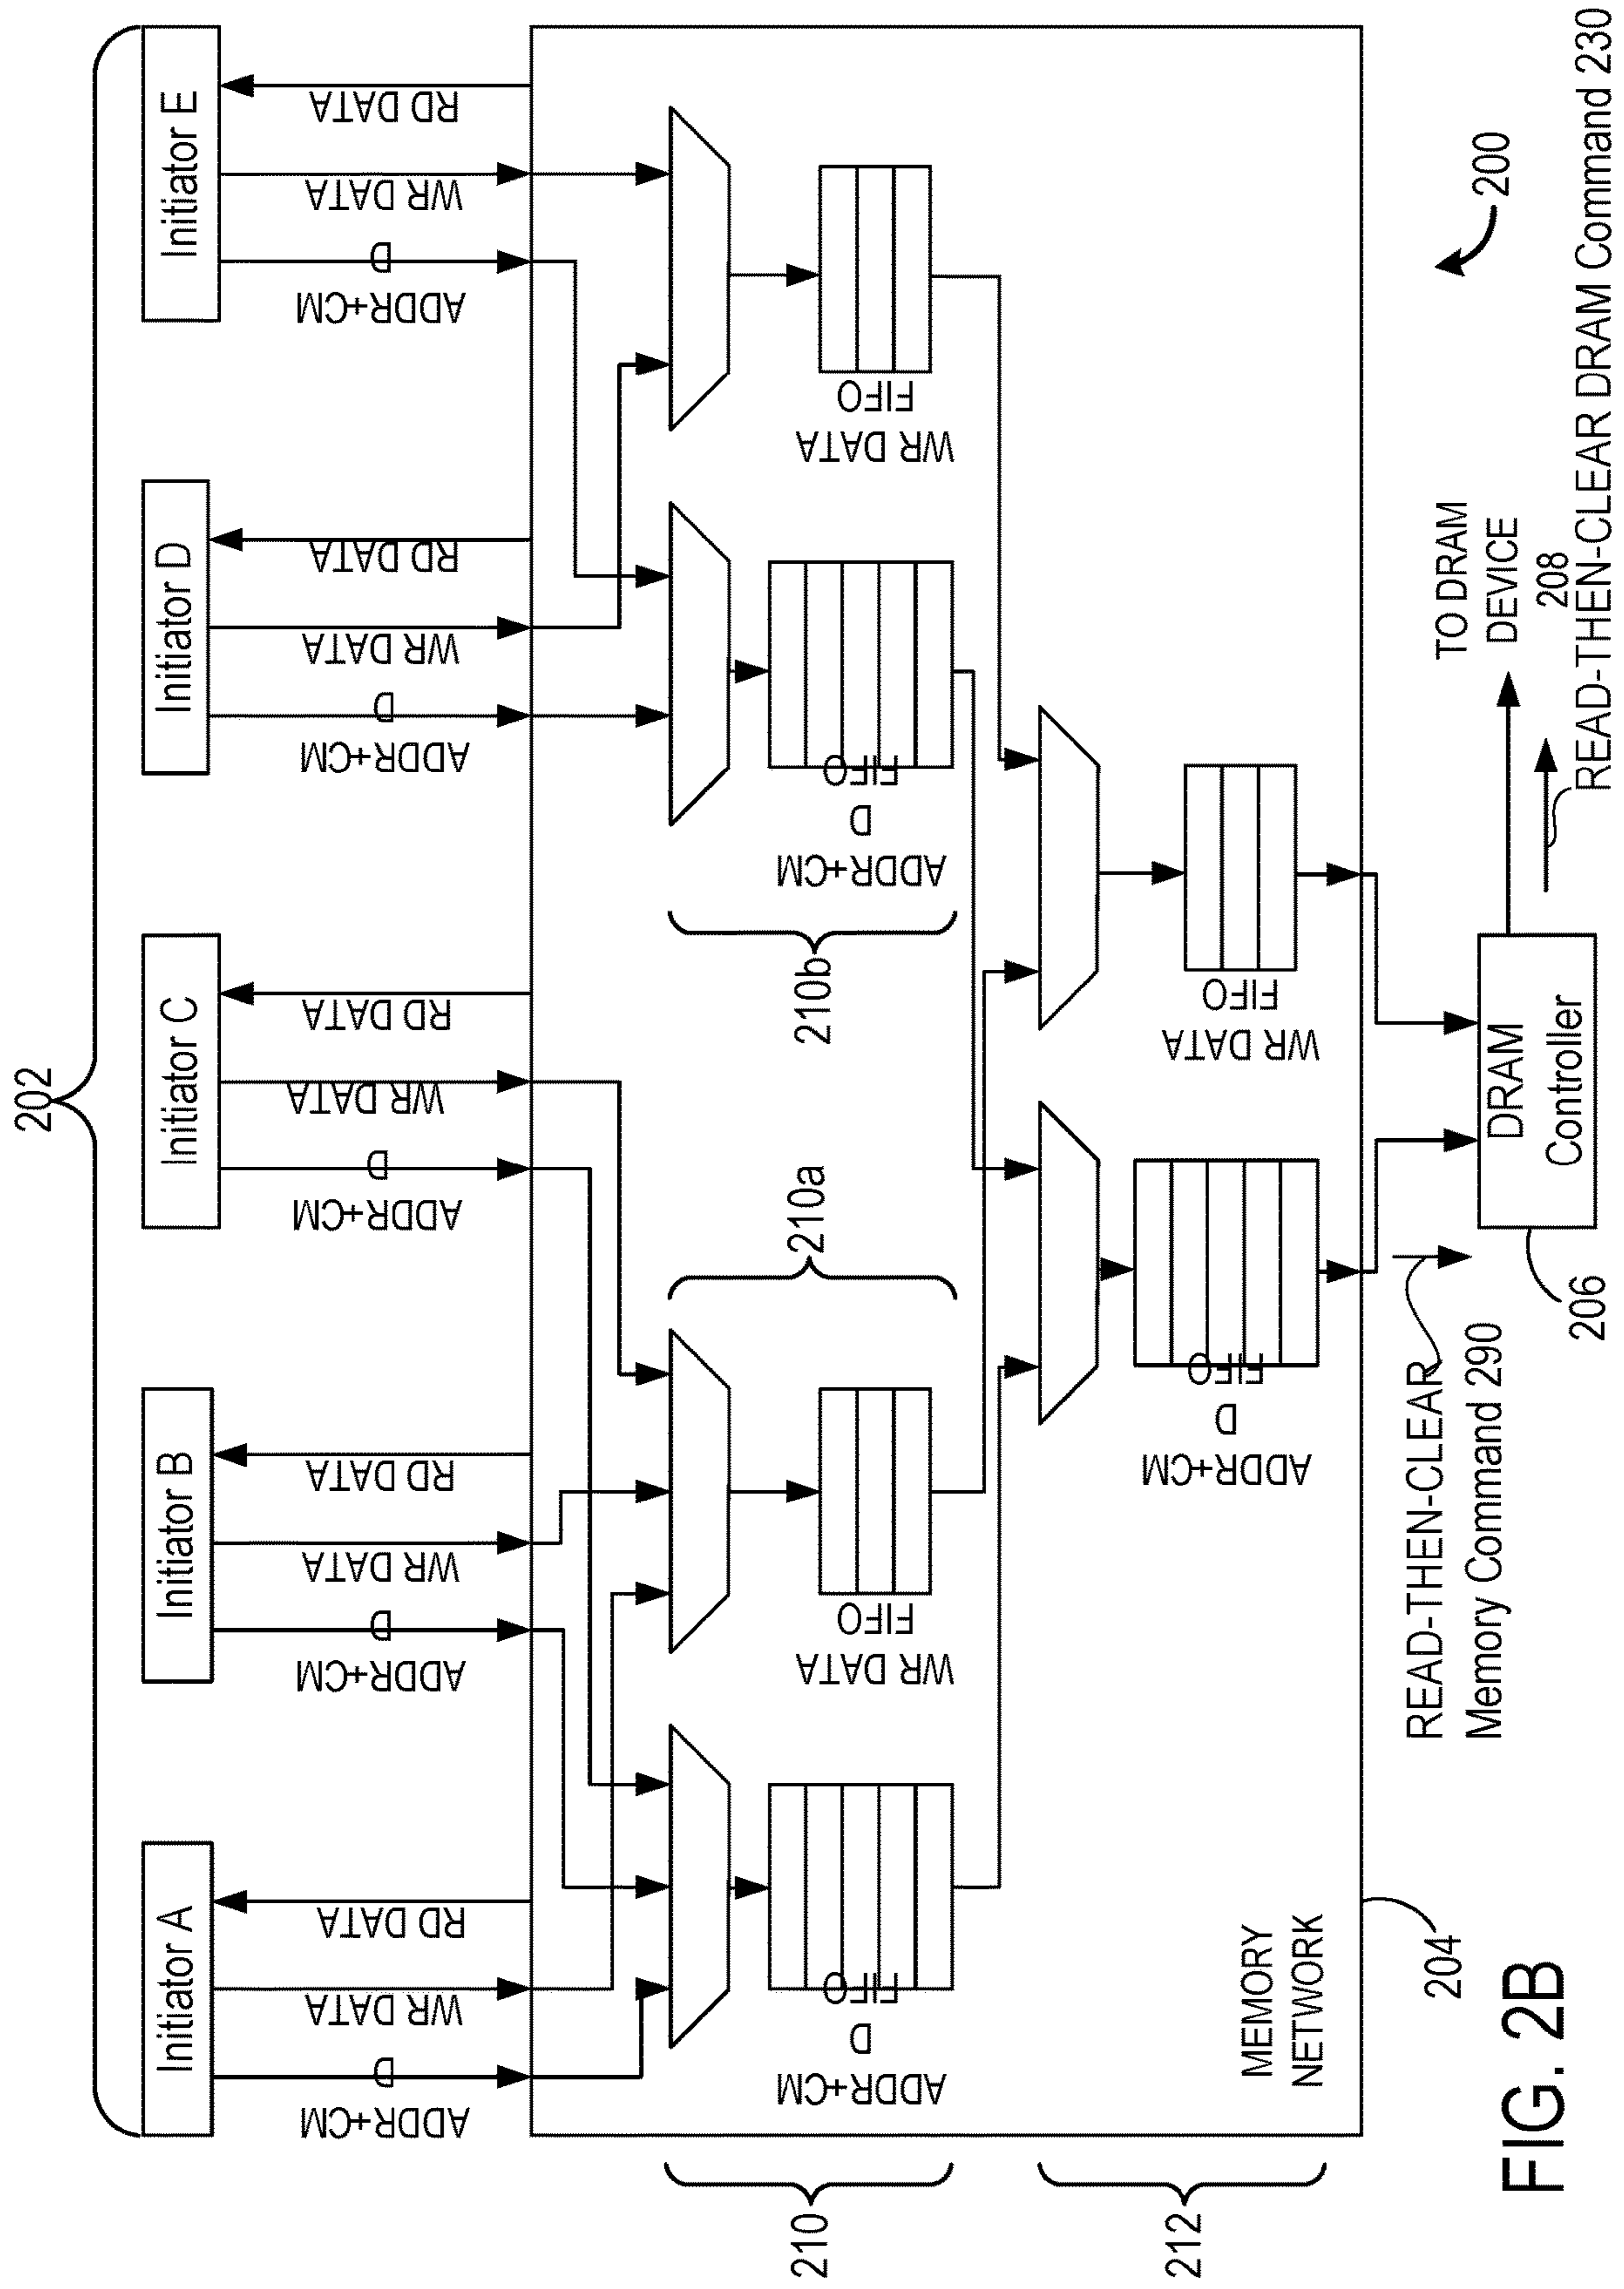 202
Initiator A
Initiator B
Initiator C
Initiator D
Initiator E
ADDR+CM
D
WR DATA
RD DATA
ADDR+CM
D
WR DATA
RD DATA
ADDR+CM
D
WR DATA
RD DATA
ADDR+CM
D
WR DATA
RD DATA
ADDR+CM
D
WR DATA
RD DATA
210
ADDR+CM
D
FIFO
WR DATA
FIFO
210a
210b
ADDR+CM
D
FIFO
WR DATA
FIFO
212
ADDR+CM
D
FIFO
WR DATA
FIFO
MEMORY
NETWORK
204
READ-THEN-CLEAR
Memory Command 290
206
DRAM
Controller
TO DRAM
DEVICE
208
READ-THEN-CLEAR DRAM Command 230
200
FIG. 2B